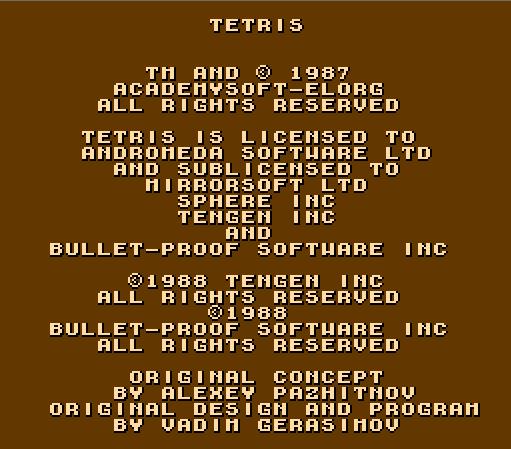 TETRIS
TM AND © 1987
ACADEMYSOFT-ELORG
ALL RIGHTS RESERVED
TETRIS IS LICENSED TO
ANDROMEDA SOFTWARE LTD
AND SUBLICENSED TO
MIRRORSOFT LTD
SPHERE INC
TENGEN INC
AND
BULLET-PROOF SOFTWARE INC
©1988 TENGEN INC
ALL RIGHTS RESERVED
©1988
BULLET-PROOF SOFTWARE INC
ALL RIGHTS RESERVED
ORIGINAL CONCEPT
BY ALEXEY PAZHITNOV
ORIGINAL DESIGN AND PROGRAM
BY VADIM GERASIMOV